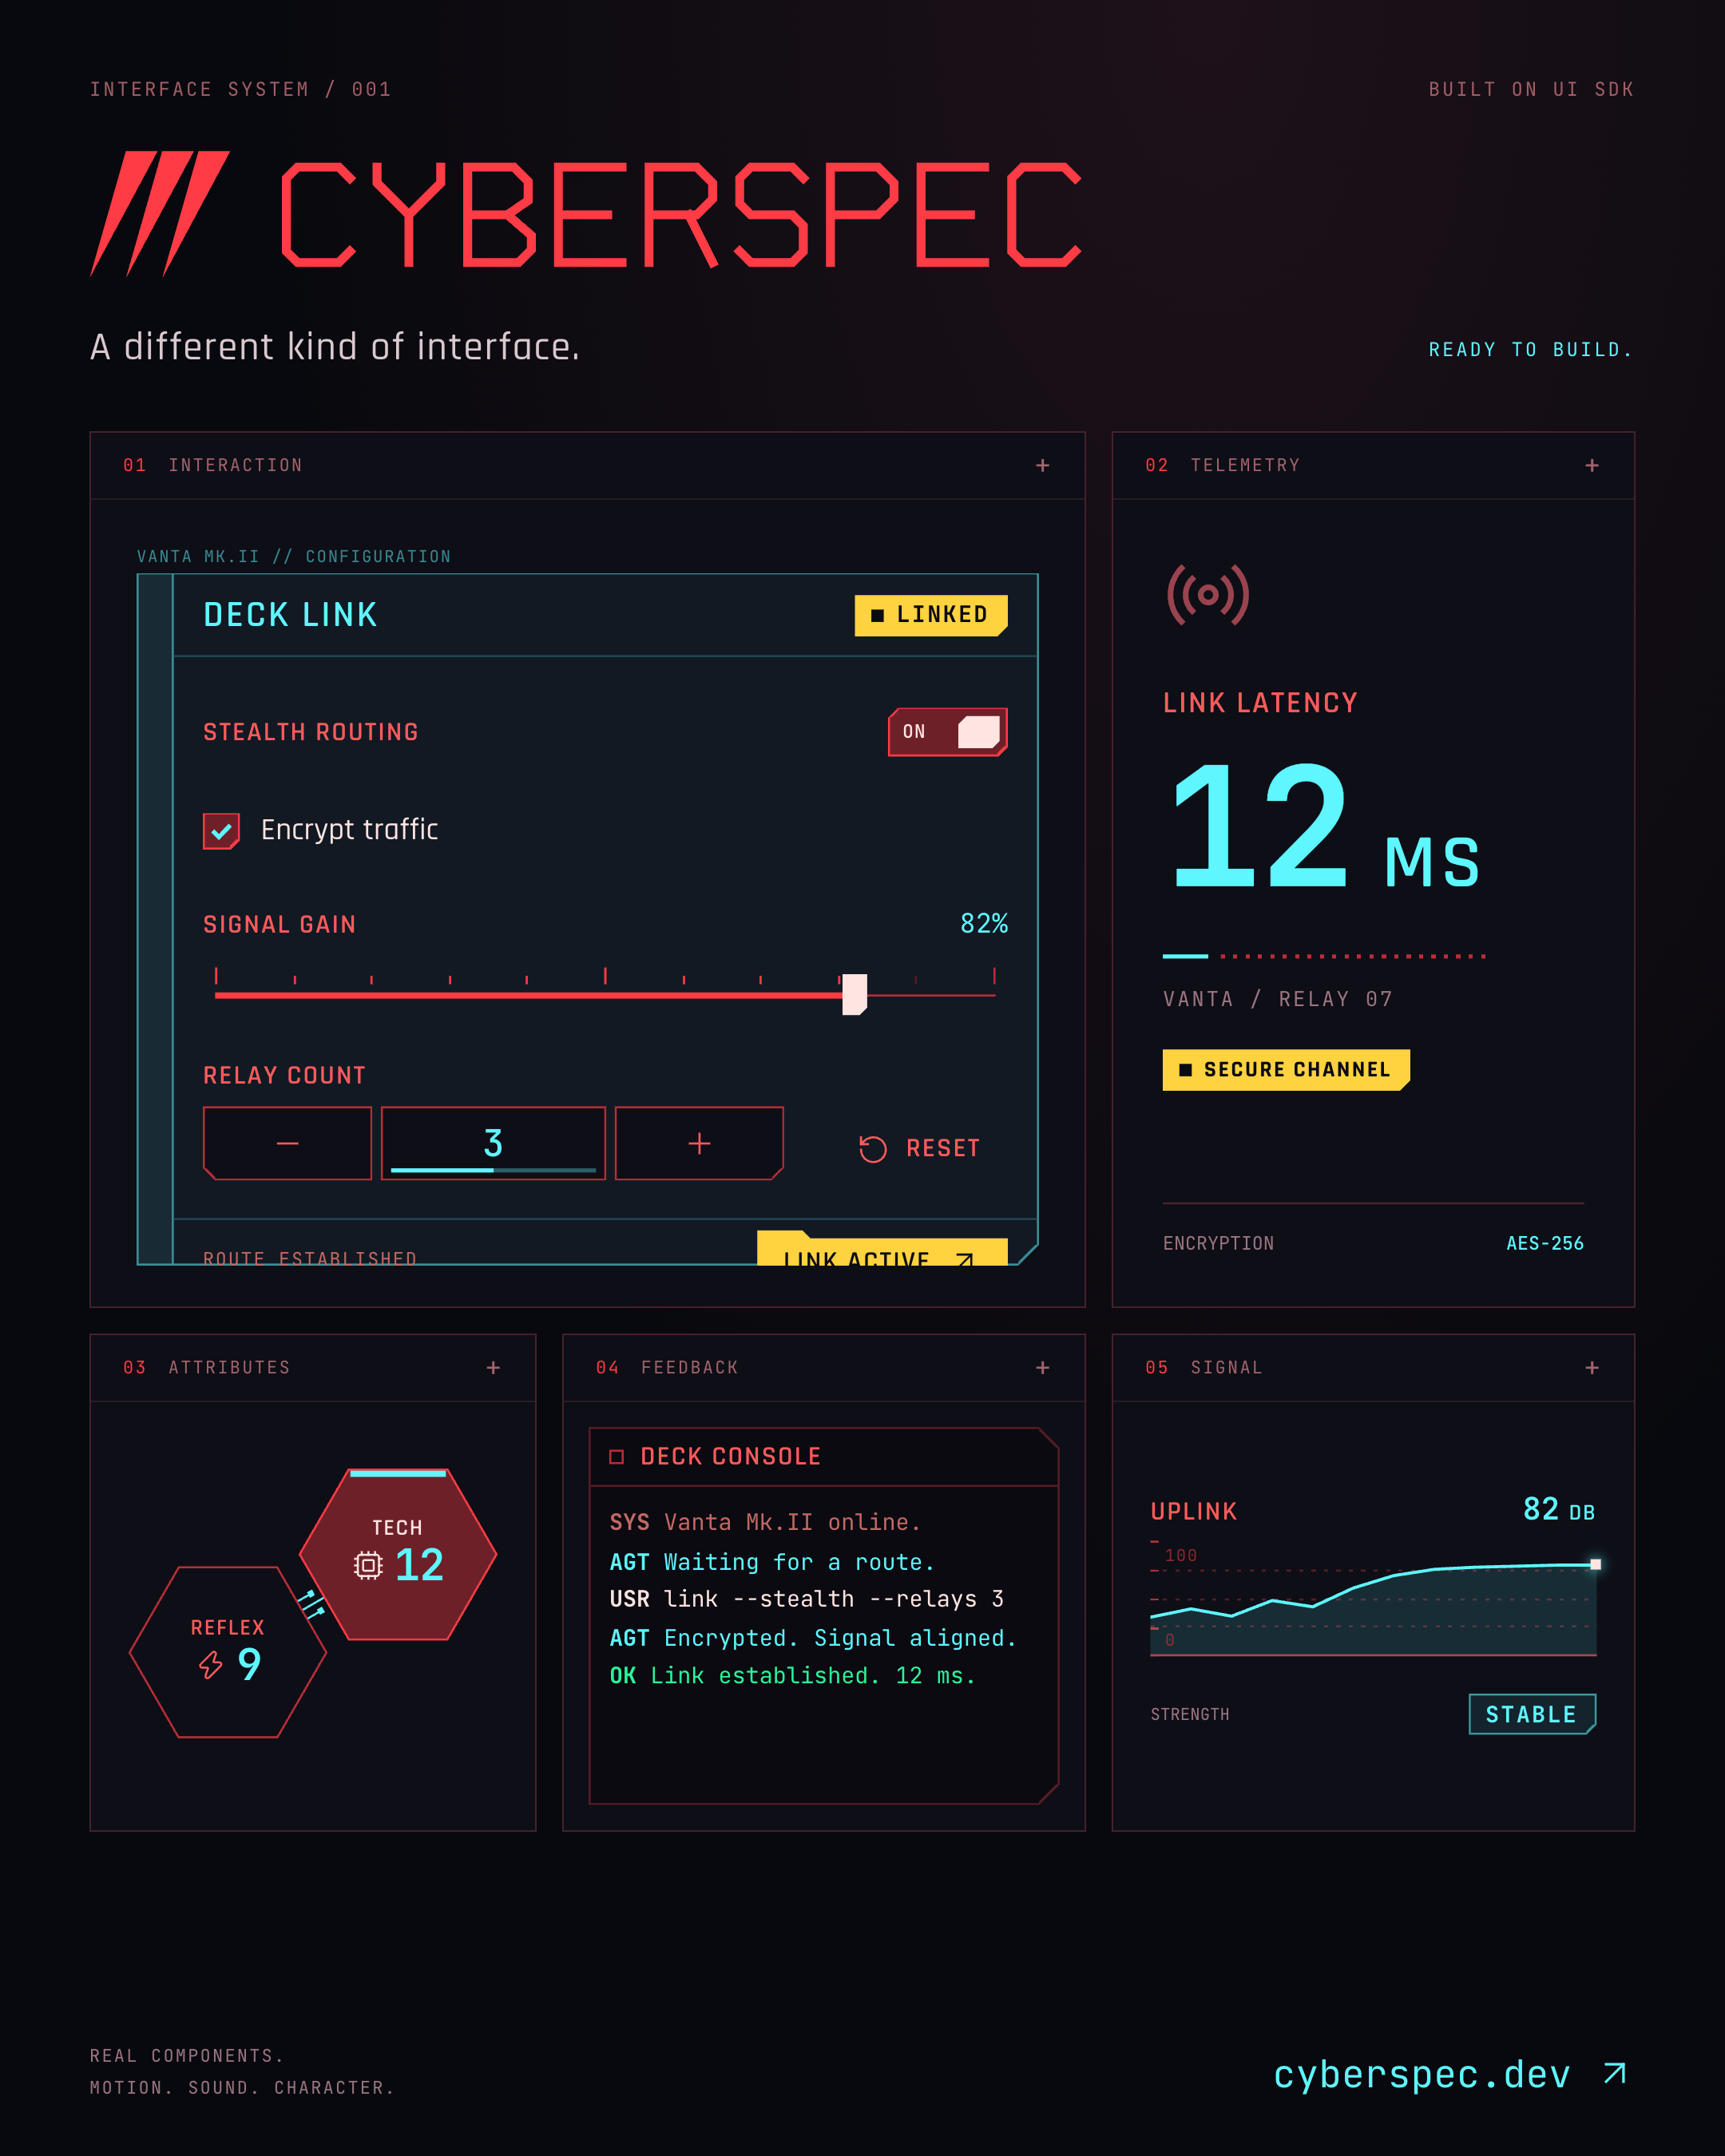 INTERFACE SYSTEM / 001
BUILT ON UI SDK
CYBERSPEC
A different kind of interface.
READY TO BUILD.
01 INTERACTION +
VANTA MK.II // CONFIGURATION
DECK LINK
LINKED
STEALTH ROUTING
ON
Encrypt traffic
SIGNAL GAIN
82%
RELAY COUNT
− 3 +
RESET
ROUTE ESTABLISHED
LINK ACTIVE
02 TELEMETRY +
LINK LATENCY
12 MS
VANTA / RELAY 07
SECURE CHANNEL
ENCRYPTION
AES-256
03 ATTRIBUTES +
TECH
12
REFLEX
9
04 FEEDBACK +
DECK CONSOLE
SYS Vanta Mk.II online.
AGT Waiting for a route.
USR link --stealth --relays 3
AGT Encrypted. Signal aligned.
OK Link established. 12 ms.
05 SIGNAL +
UPLINK
82 DB
100
0
STRENGTH
STABLE
REAL COMPONENTS.
MOTION. SOUND. CHARACTER.
cyberspec.dev